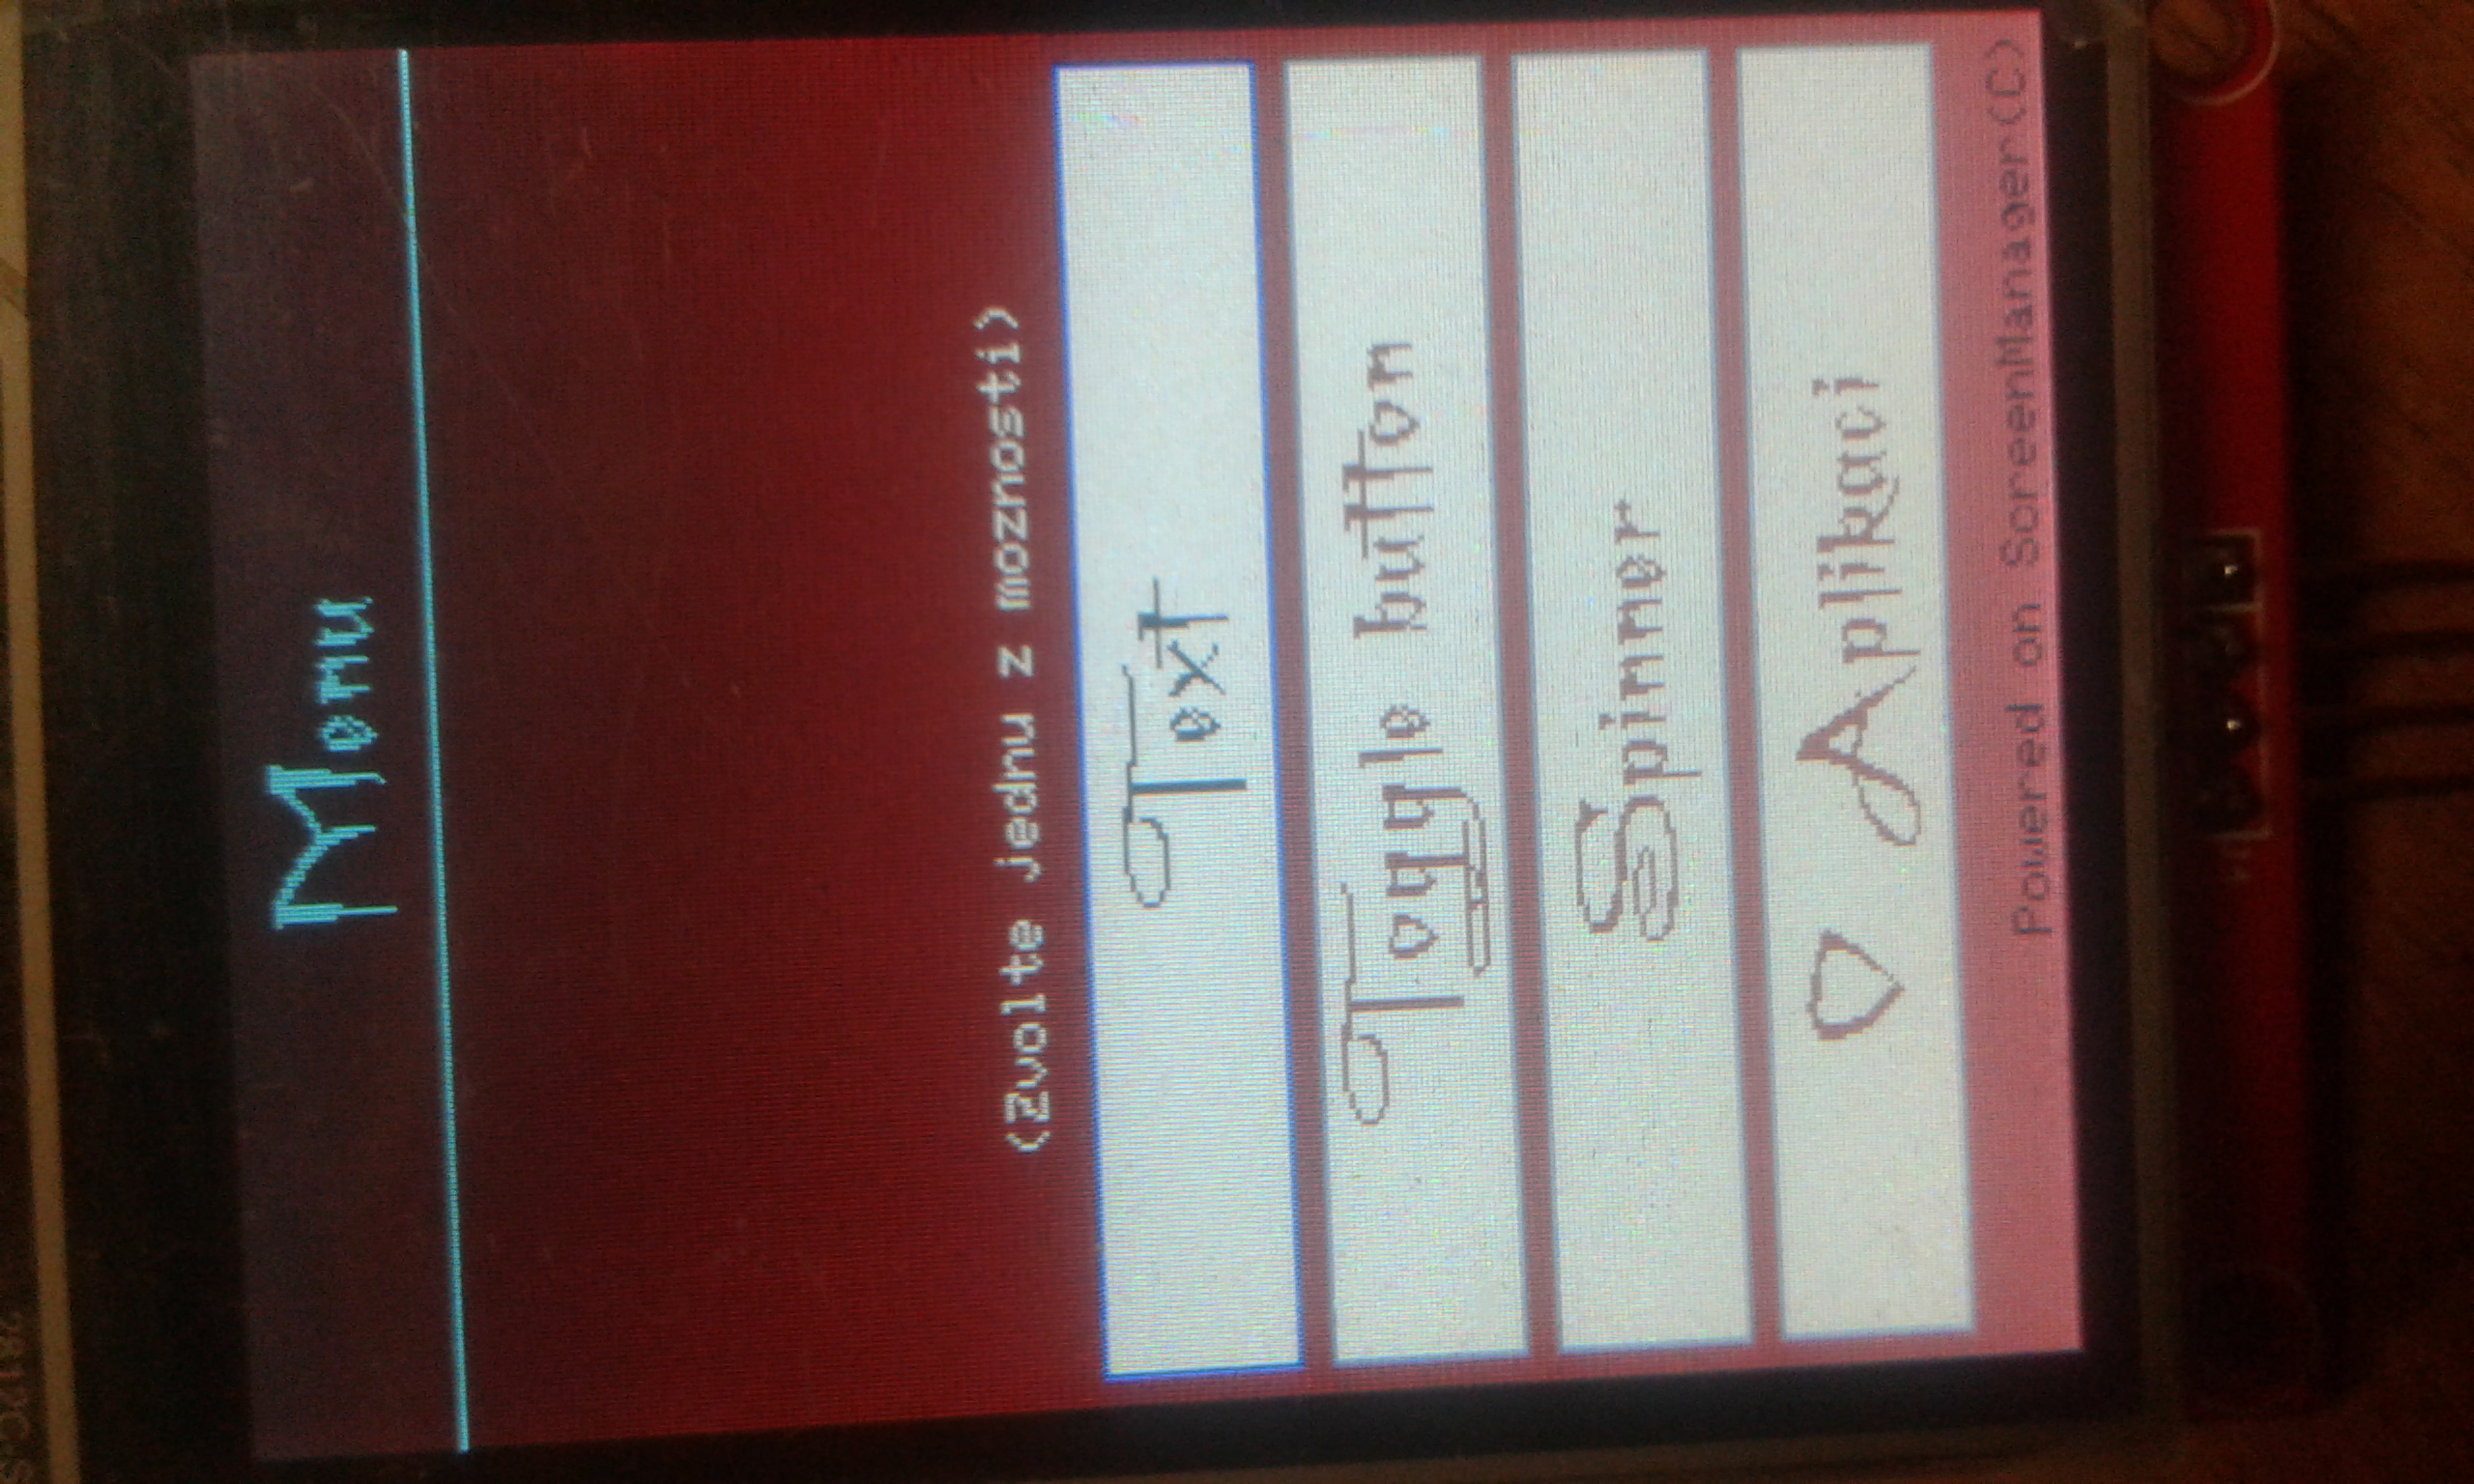 Menu
(Zvolte jednu z moznosti)
Text
Toggle button
Spinner
O Aplikaci
Powered on ScreenManager(C)